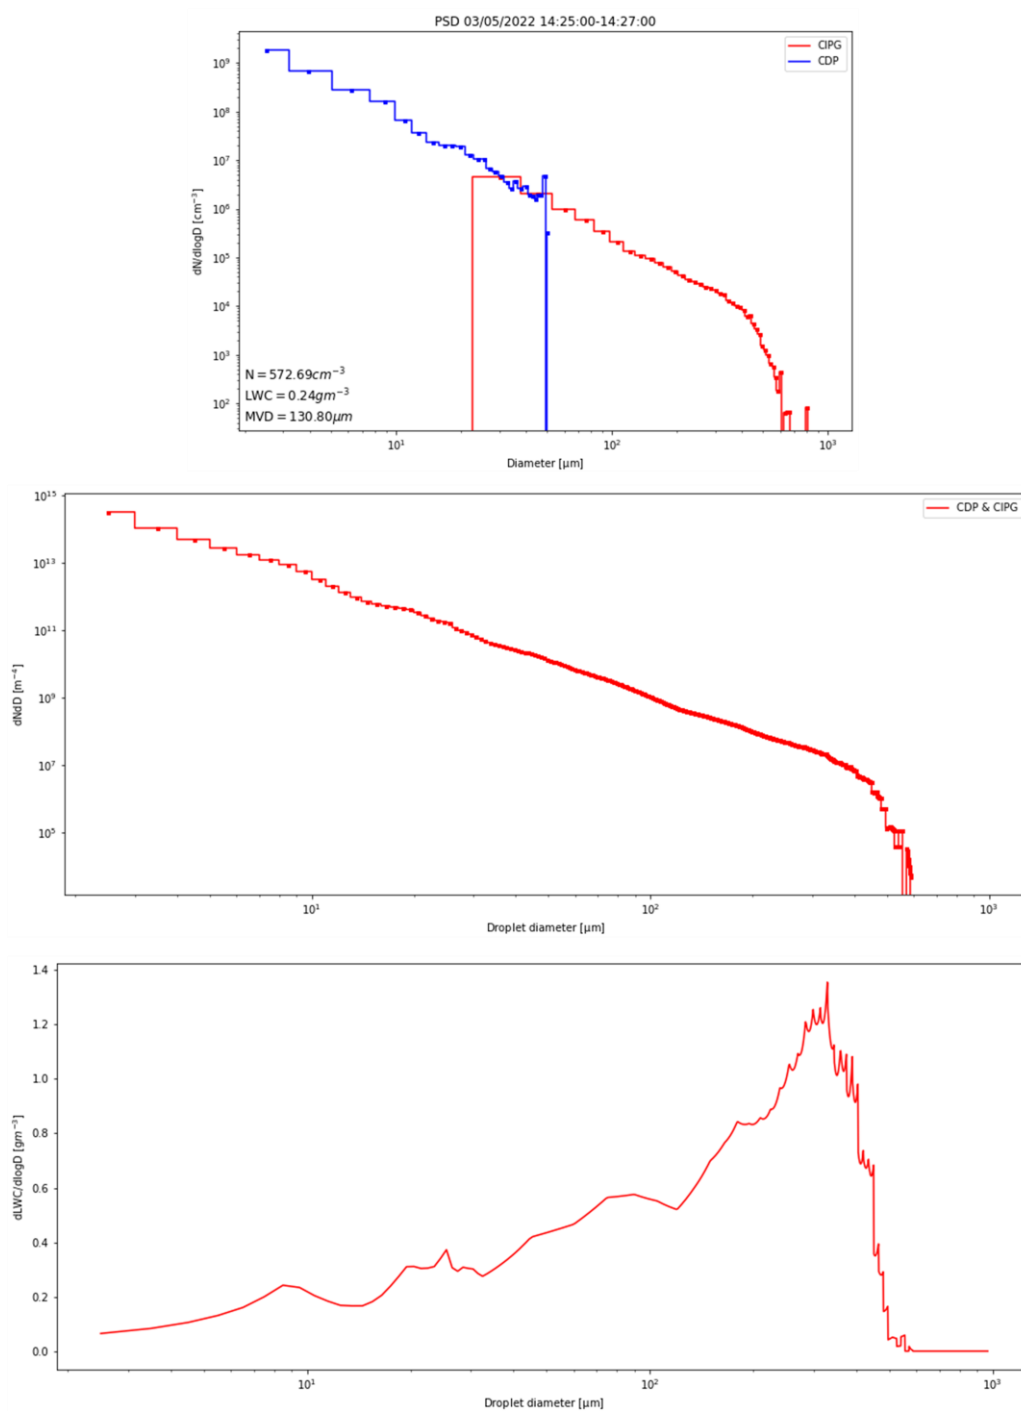 PSD 03/05/2022 14:25:00-14:27:00
CIPG
CDP
dN/dlogD [cm⁻³]
10⁹
10⁸
10⁷
10⁶
10⁵
10⁴
10³
10²
N = 572.69cm⁻³
LWC = 0.24gm⁻³
MVD = 130.80μm
10¹ 10² 10³
Diameter [μm]
CDP & CIPG
dNdD [m⁻⁴]
10¹⁵
10¹³
10¹¹
10⁹
10⁷
10⁵
10¹ 10² 10³
Droplet diameter [μm]
dLWC/dlogD [gm⁻³]
1.4
1.2
1.0
0.8
0.6
0.4
0.2
0.0
10¹ 10² 10³
Droplet diameter [μm]